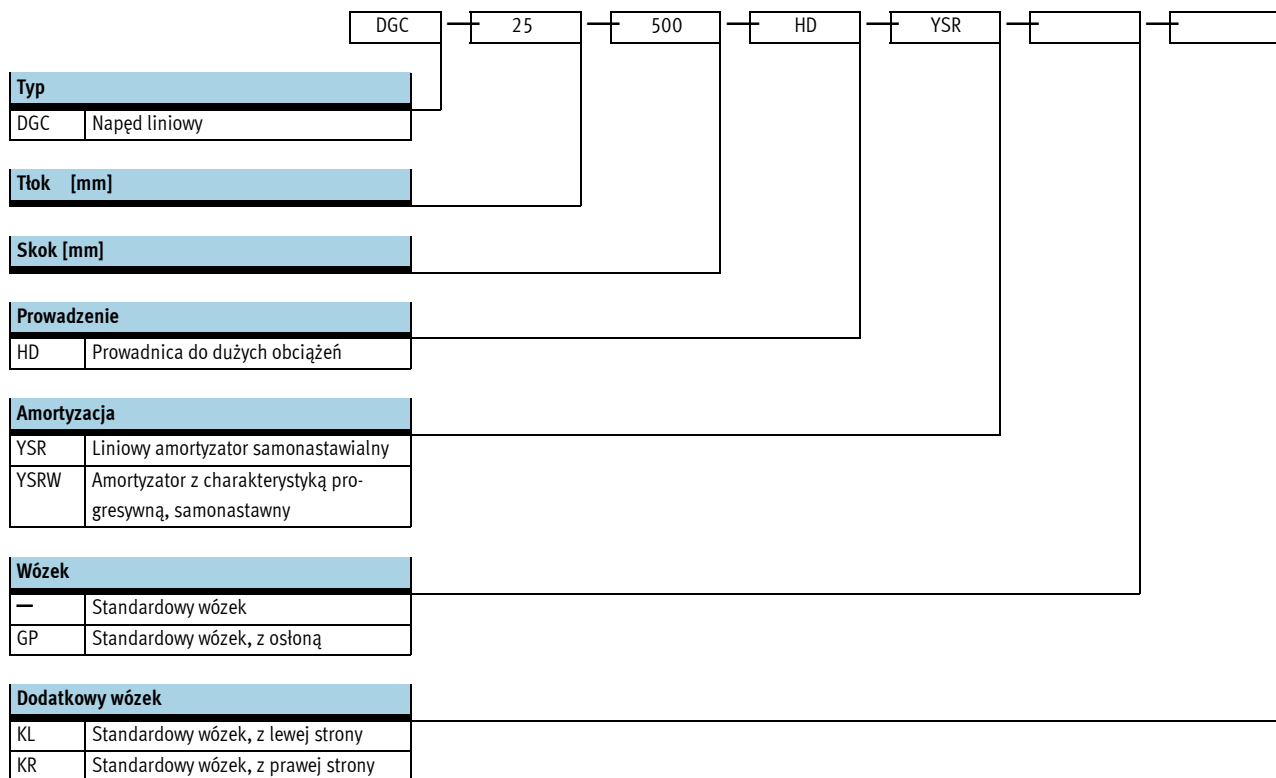 DGC — 25 — 500 — HD — YSR — —
Typ
DGC Napęd liniowy
Tłok [mm]
Skok [mm]
Prowadzenie
HD Prowadnica do dużych obciążeń
Amortyzacja
YSR Liniowy amortyzator samonastawialny
YSRW Amortyzator z charakterystyką pro-
gresywną, samonastawny
Wózek
— Standardowy wózek
GP Standardowy wózek, z osłoną
Dodatkowy wózek
KL Standardowy wózek, z lewej strony
KR Standardowy wózek, z prawej strony